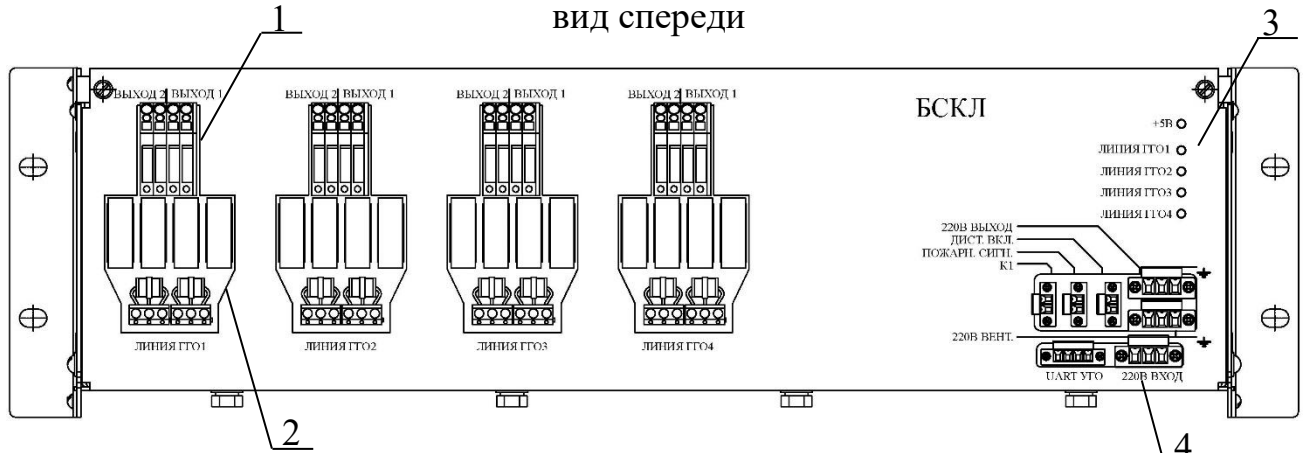 вид спереди
1
3
ВЫХОД 2 ВЫХОД 1
ВЫХОД 2 ВЫХОД 1
ВЫХОД 2 ВЫХОД 1
ВЫХОД 2 ВЫХОД 1
БСКЛ
+5В
ЛИНИЯ ГГО1
ЛИНИЯ ГГО2
ЛИНИЯ ГГО3
ЛИНИЯ ГГО4
220В ВЫХОД
ДИСТ. ВКЛ.
ПОЖАРН. СИГН.
К1
220В ВЕНТ.
ЛИНИЯ ГГО1
ЛИНИЯ ГГО2
ЛИНИЯ ГГО3
ЛИНИЯ ГГО4
UART УГО
220В ВХОД
2
4